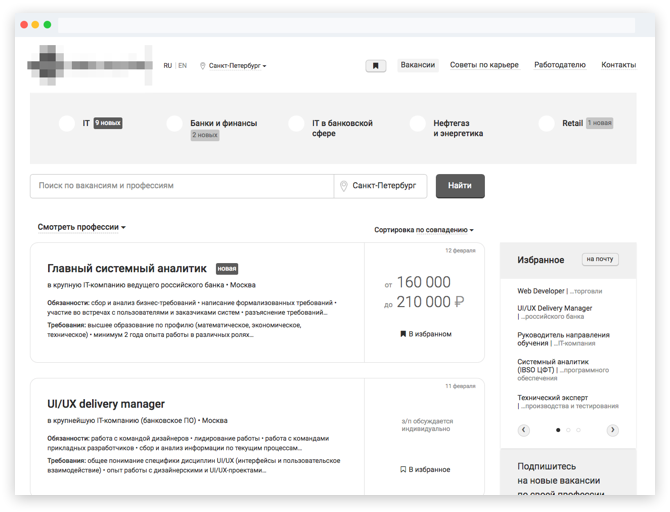 RU | EN
Санкт-Петербург
Вакансии
Советы по карьере
Работодателю
Контакты
IT 9 новых
Банки и финансы
2 новых
IT в банковской
сфере
Нефтегаз
и энергетика
Retail 1 новая
Поиск по вакансиям и профессиям
Санкт-Петербург
Найти
Смотреть профессии
Сортировка по совпадению
12 февраля
Главный системный аналитик новая
в крупную IT-компанию ведущего российского банка • Москва
Обязанности: сбор и анализ бизнес-требований • написание формализованных требований •
участие во встречах с пользователями и заказчиками систем • разъяснение требований...
Требования: высшее образование по профилю (математическое, экономическое,
техническое) • минимум 2 года опыта работы в различных ролях...
от 160 000
до 210 000 ₽
В избранном
11 февраля
UI/UX delivery manager
в крупнейшую IT-компанию (банковское ПО) • Москва
Обязанности: работа с командой дизайнеров • лидирование работы • работа с командами
прикладных разработчиков • сбор и анализ информации по текущим процессам...
Требования: общее понимание специфики дисциплин UI/UX (интерфейсы и пользовательское
взаимодействие) • опыт работы с дизайнерскими и UI/UX-проектами...
з/п обсуждается
индивидуально
В избранное
Избранное
на почту
Web Developer | ...торговли
UI/UX Delivery Manager
| ...российского банка
Руководитель направления
обучения | ...IT-компания
Системный аналитик
(IBSO ЦФТ) | ...программного
обеспечения
Технический эксперт
| ...производства и тестирования
Подпишитесь
на новые вакансии
по своей профессии